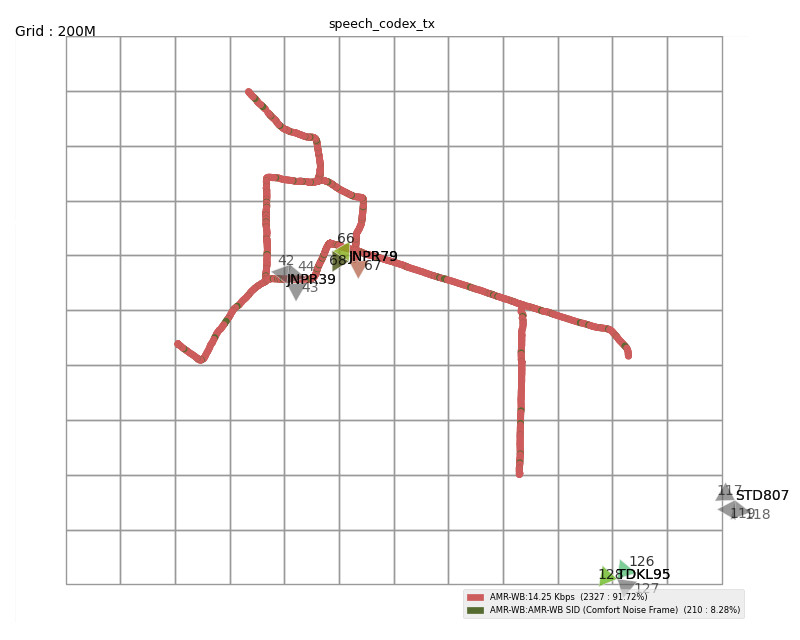 speech_codex_tx
Grid : 200M
66
42
44
68
JNPR79
67
JNPR39
43
117
STD807
119
118
126
128
TDKL95
127
AMR-WB:14.25 Kbps (2327 : 91.72%)
AMR-WB:AMR-WB SID (Comfort Noise Frame) (210 : 8.28%)